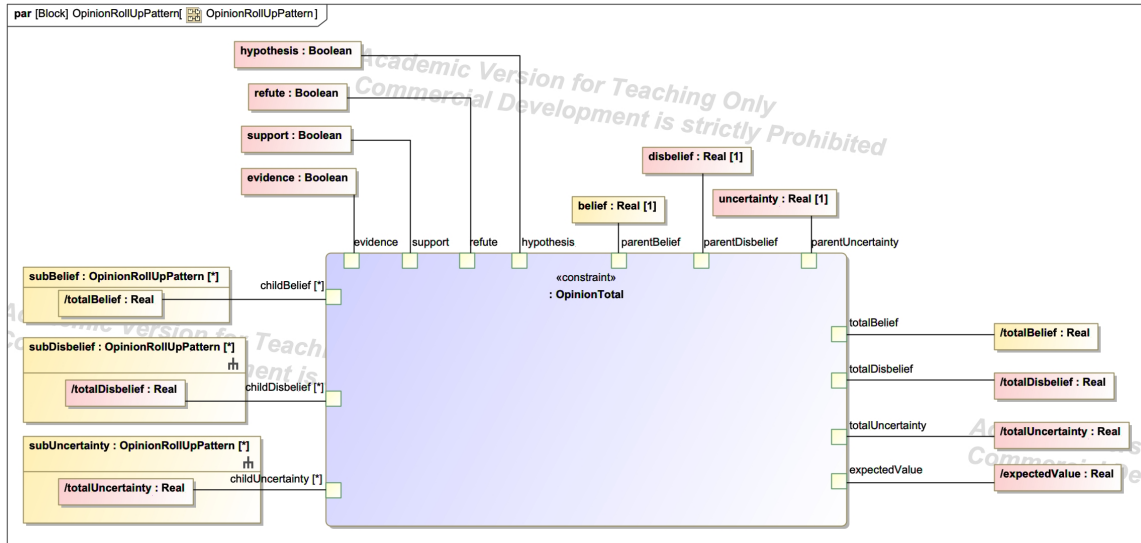 par [Block] OpinionRollUpPattern[ OpinionRollUpPattern ]
hypothesis : Boolean
Academic Version for Teaching Only
Commercial Development is strictly Prohibited
refute : Boolean
support : Boolean
disbelief : Real [1]
evidence : Boolean
uncertainty : Real [1]
belief : Real [1]
evidence
support
refute
hypothesis
parentBelief
parentDisbelief
parentUncertainty
«constraint»
: OpinionTotal
subBelief : OpinionRollUpPattern [*]
/totalBelief : Real
childBelief [*]
subDisbelief : OpinionRollUpPattern [*]
/totalDisbelief : Real
childDisbelief [*]
subUncertainty : OpinionRollUpPattern [*]
/totalUncertainty : Real
childUncertainty [*]
totalBelief
/totalBelief : Real
totalDisbelief
/totalDisbelief : Real
totalUncertainty
/totalUncertainty : Real
expectedValue
/expectedValue : Real